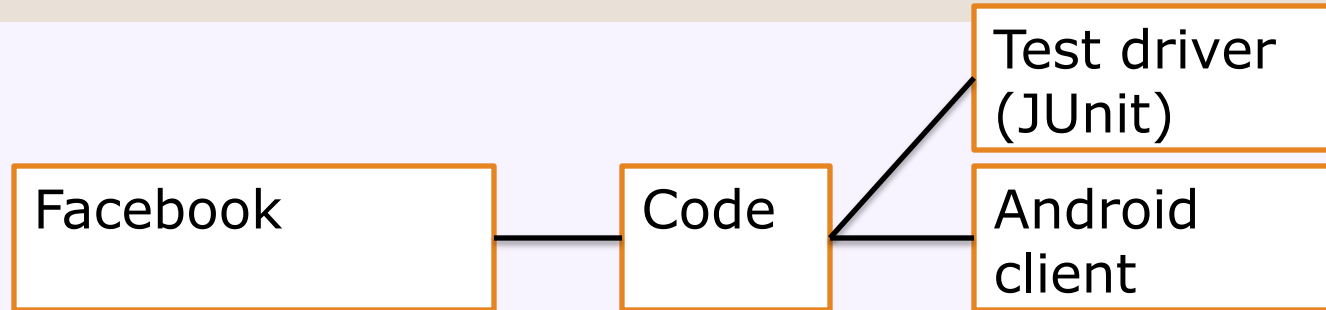 Test driver
(JUnit)
Facebook
Code
Android
client